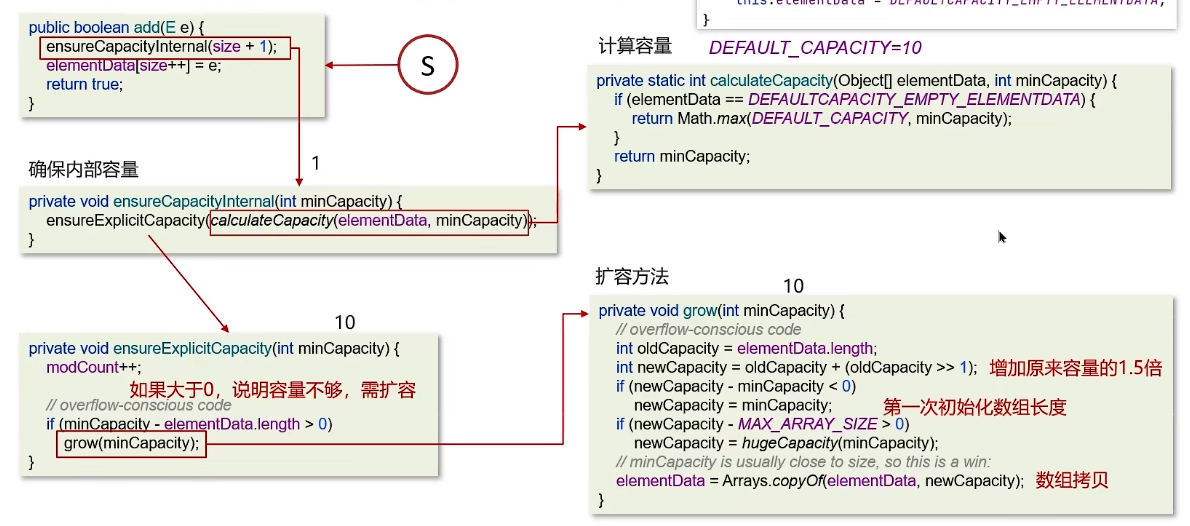 public boolean add(E e) {
ensureCapacityInternal(size + 1);
elementData[size++] = e;
return true;
}
S
1
确保内部容量
private void ensureCapacityInternal(int minCapacity) {
ensureExplicitCapacity(calculateCapacity(elementData, minCapacity));
}
10
private void ensureExplicitCapacity(int minCapacity) {
modCount++;
如果大于0，说明容量不够，需扩容
// overflow-conscious code
if (minCapacity - elementData.length > 0)
grow(minCapacity);
}
this.elementData = DEFAULTCAPACITY_EMPTY_ELEMENTDATA;
}
计算容量 DEFAULT_CAPACITY=10
private static int calculateCapacity(Object[] elementData, int minCapacity) {
if (elementData == DEFAULTCAPACITY_EMPTY_ELEMENTDATA) {
return Math.max(DEFAULT_CAPACITY, minCapacity);
}
return minCapacity;
}
扩容方法
10
private void grow(int minCapacity) {
// overflow-conscious code
int oldCapacity = elementData.length;
int newCapacity = oldCapacity + (oldCapacity >> 1); 增加原来容量的1.5倍
if (newCapacity - minCapacity < 0)
newCapacity = minCapacity; 第一次初始化数组长度
if (newCapacity - MAX_ARRAY_SIZE > 0)
newCapacity = hugeCapacity(minCapacity);
// minCapacity is usually close to size, so this is a win:
elementData = Arrays.copyOf(elementData, newCapacity); 数组拷贝
}